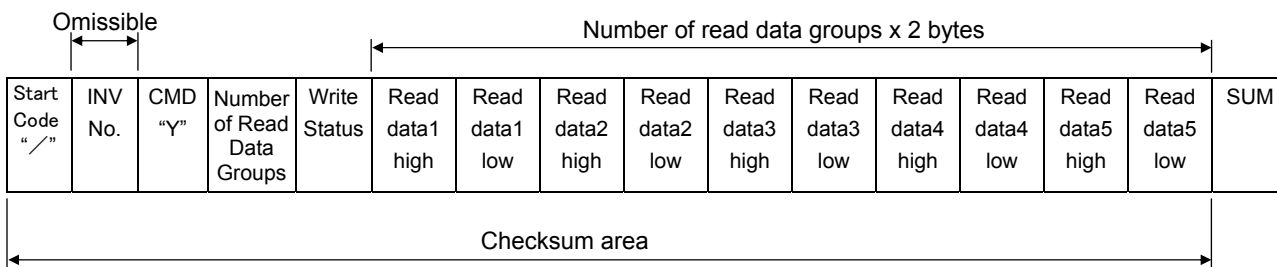 Omissible
Number of read data groups x 2 bytes
Start Code “／”
INV No.
CMD “Y”
Number of Read Data Groups
Write Status
Read data1 high
Read data1 low
Read data2 high
Read data2 low
Read data3 high
Read data3 low
Read data4 high
Read data4 low
Read data5 high
Read data5 low
SUM
Checksum area